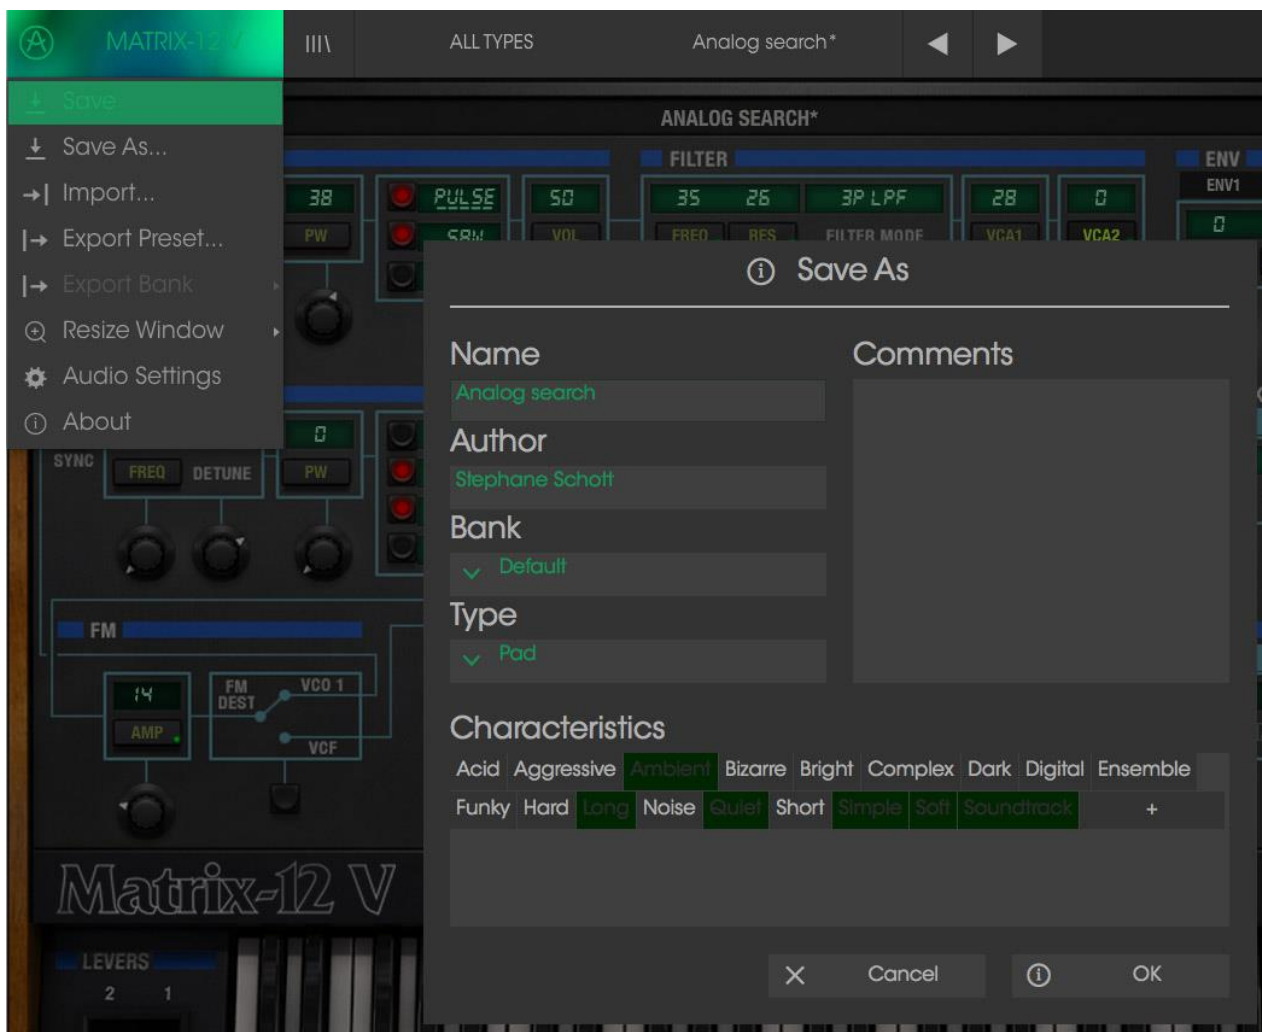 MATRIX-12 V
ALL TYPES
Analog search*
Save
Save As...
Import...
Export Preset...
Export Bank
Resize Window
Audio Settings
About
ANALOG SEARCH*
FILTER
ENV
ENV1
38
PULSE
50
35
26
3P LPF
28
0
0
PW
SAW
VOL
FREQ
RES
FILTER MODE
VCA1
VCA2
Save As
Name
Analog search
Author
Stephane Schott
Bank
Default
Type
Pad
Comments
Characteristics
Acid Aggressive Ambient Bizarre Bright Complex Dark Digital Ensemble
Funky Hard Long Noise Quiet Short Simple Soft Soundtrack +
Cancel
OK
0
SYNC
FREQ
DETUNE
PW
FM
14
AMP
FM DEST
VCO 1
VCF
Matrix-12 V
LEVERS
2 1